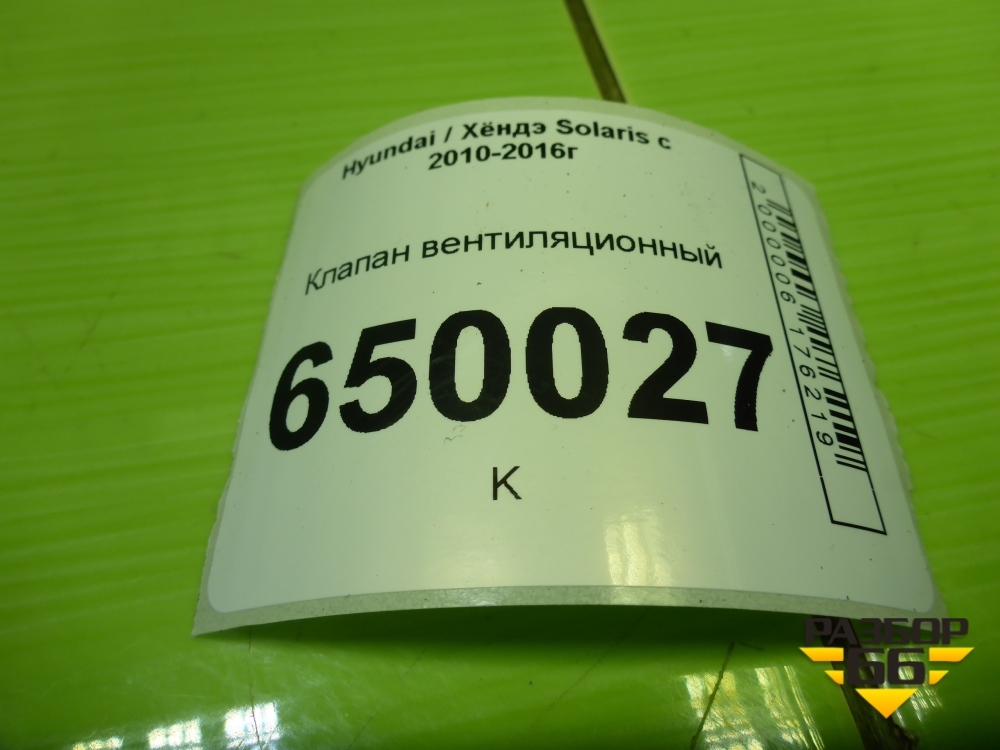 Hyundai / Хёндэ Solaris с
2010-2016г
Клапан вентиляционный
650027
К
2000006176219
РАЗБОР
66